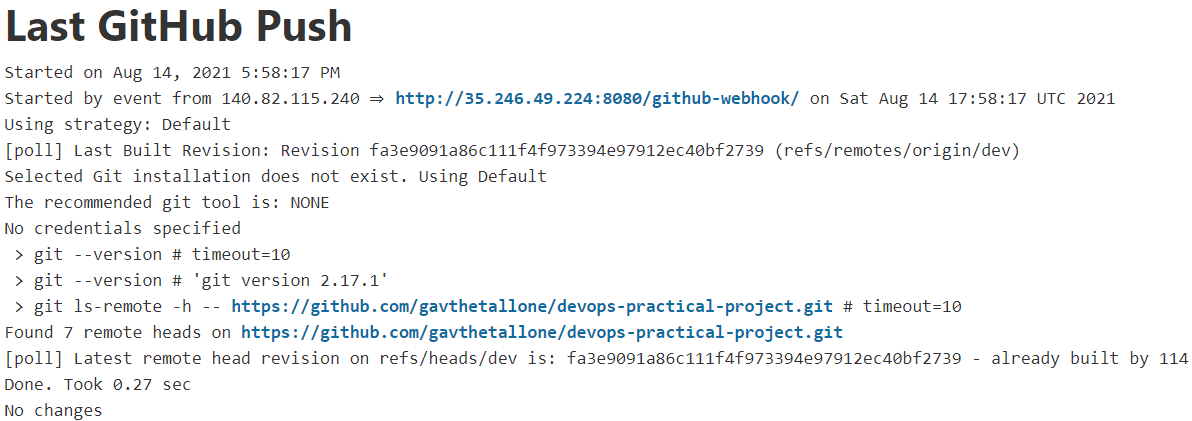 Last GitHub Push
Started on Aug 14, 2021 5:58:17 PM
Started by event from 140.82.115.240 ⇒ http://35.246.49.224:8080/github-webhook/ on Sat Aug 14 17:58:17 UTC 2021
Using strategy: Default
[poll] Last Built Revision: Revision fa3e9091a86c111f4f973394e97912ec40bf2739 (refs/remotes/origin/dev)
Selected Git installation does not exist. Using Default
The recommended git tool is: NONE
No credentials specified
> git --version # timeout=10
> git --version # 'git version 2.17.1'
> git ls-remote -h -- https://github.com/gavthetallone/devops-practical-project.git # timeout=10
Found 7 remote heads on https://github.com/gavthetallone/devops-practical-project.git
[poll] Latest remote head revision on refs/heads/dev is: fa3e9091a86c111f4f973394e97912ec40bf2739 - already built by 114
Done. Took 0.27 sec
No changes